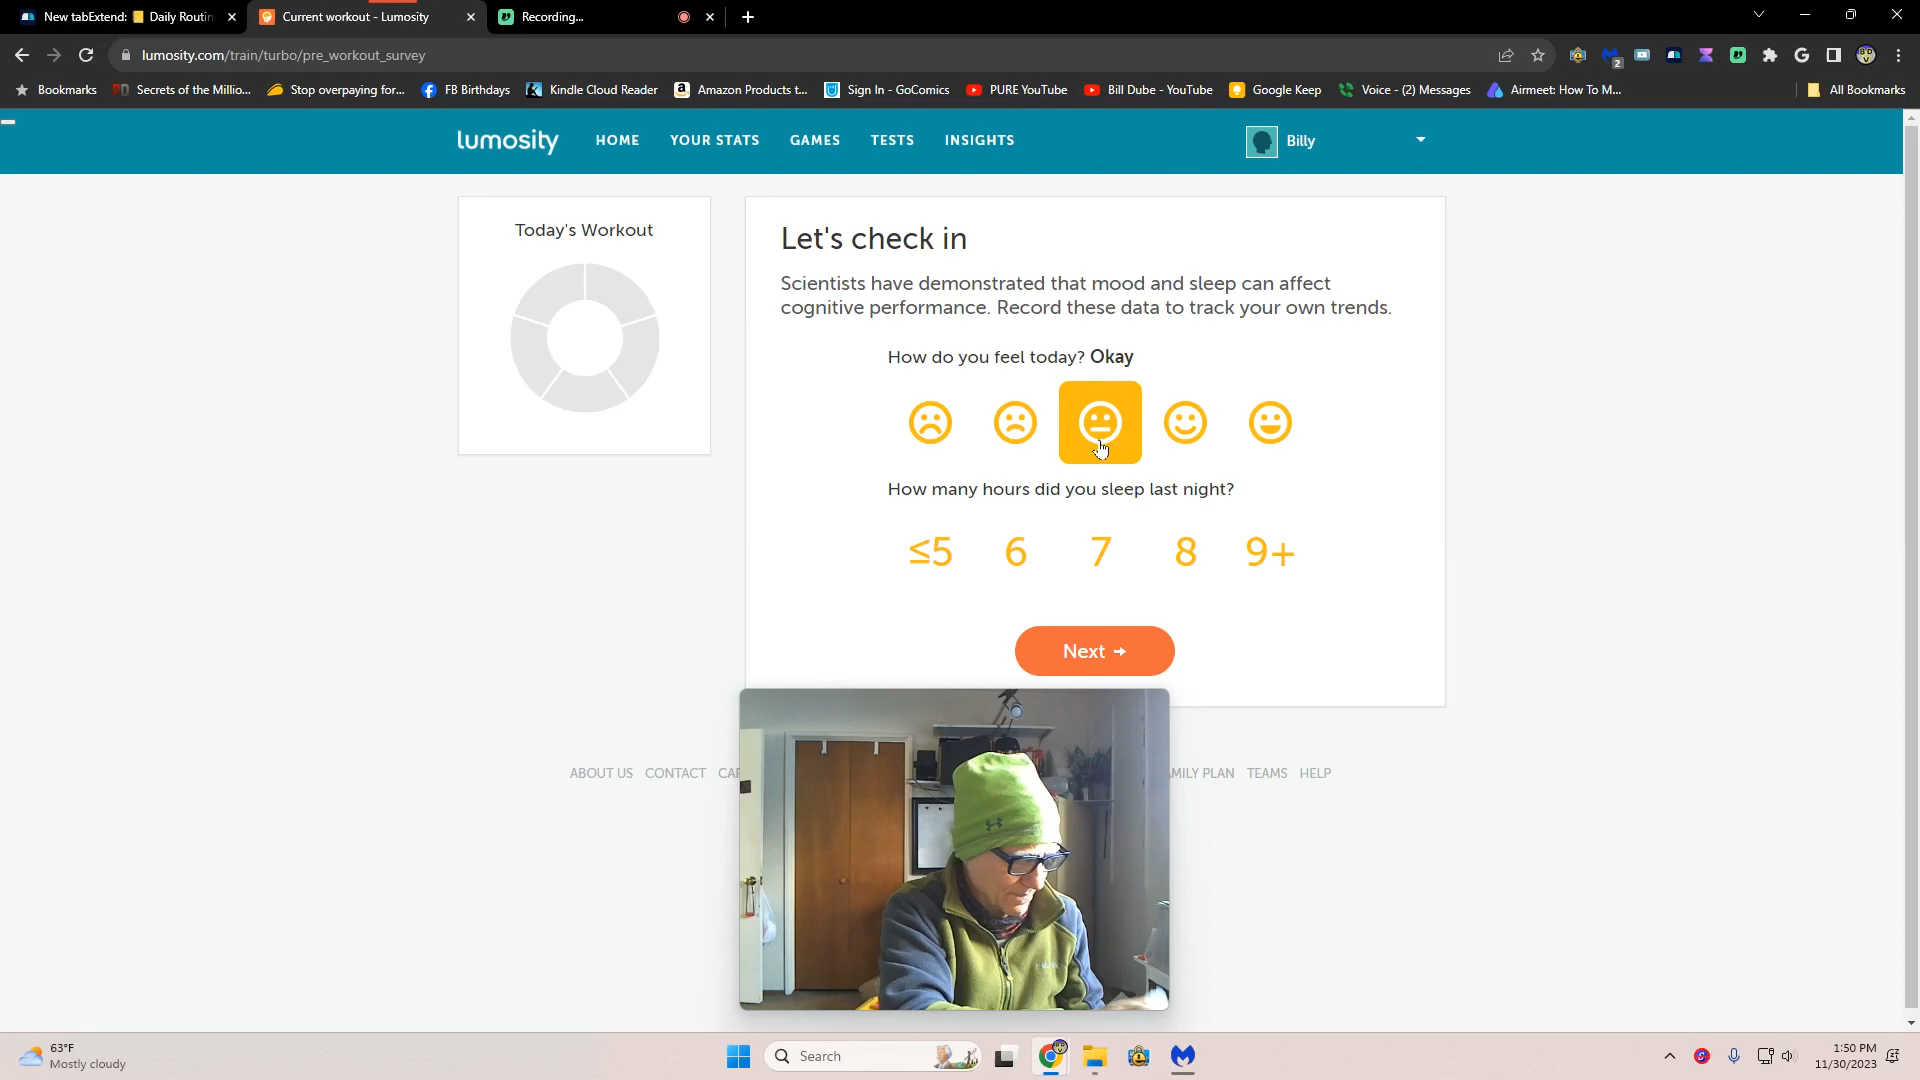 New tabExtend: Daily Routin
Current workout - Lumosity
Recording...
lumosity.com/train/turbo/pre_workout_survey
2
Bookmarks
Secrets of the Millio...
Stop overpaying for...
FB Birthdays
Kindle Cloud Reader
Amazon Products t...
Sign In - GoComics
PURE YouTube
Bill Dube - YouTube
Google Keep
Voice - (2) Messages
Airmeet: How To M...
All Bookmarks
lumosity
HOME
YOUR STATS
GAMES
TESTS
INSIGHTS
Billy
Today's Workout
Let's check in
Scientists have demonstrated that mood and sleep can affect
cognitive performance. Record these data to track your own trends.
How do you feel today? Okay
How many hours did you sleep last night?
≤5 6 7 8 9+
Next →
ABOUT US CONTACT
TEAMS HELP
63°F
Mostly cloudy
Search
1:50 PM
11/30/2023